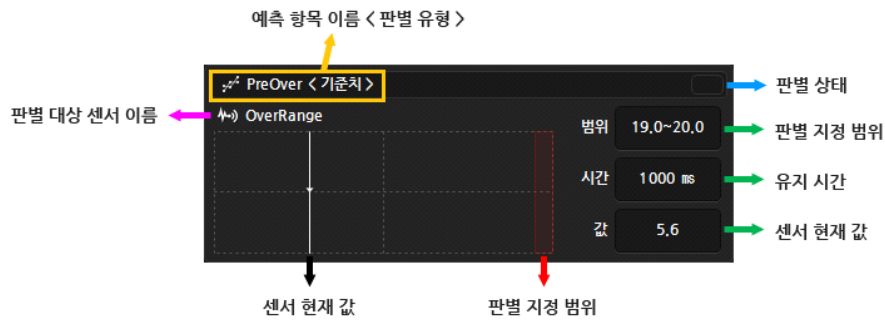 예측 항목 이름 < 판별 유형 >
PreOver < 기준치 >
판별 상태
판별 대상 센서 이름
OverRange
범위
19.0~20.0
판별 지정 범위
시간
1000 ㎳
유지 시간
값
5.6
센서 현재 값
센서 현재 값
판별 지정 범위